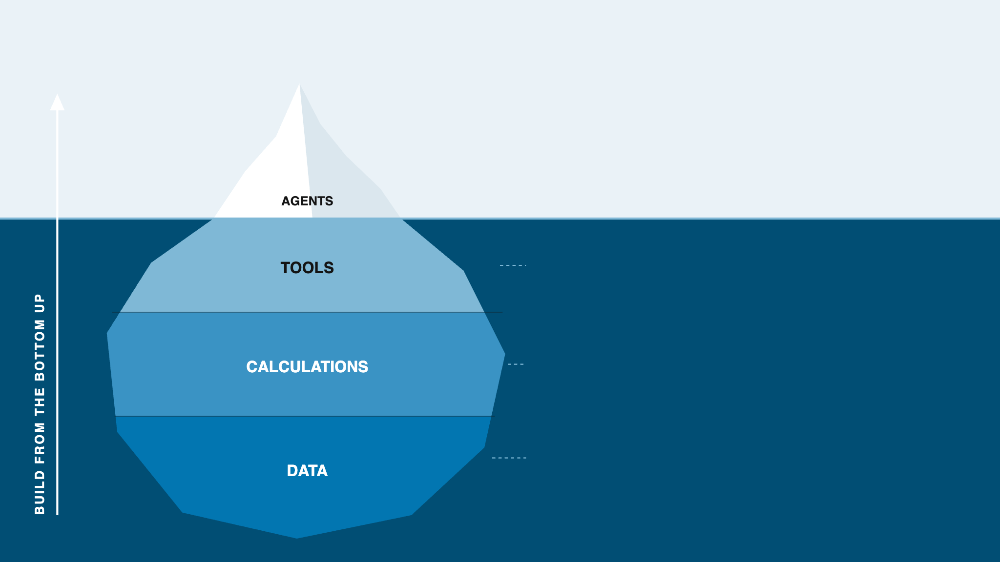 AGENTS
TOOLS
CALCULATIONS
DATA
BUILD FROM THE BOTTOM UP